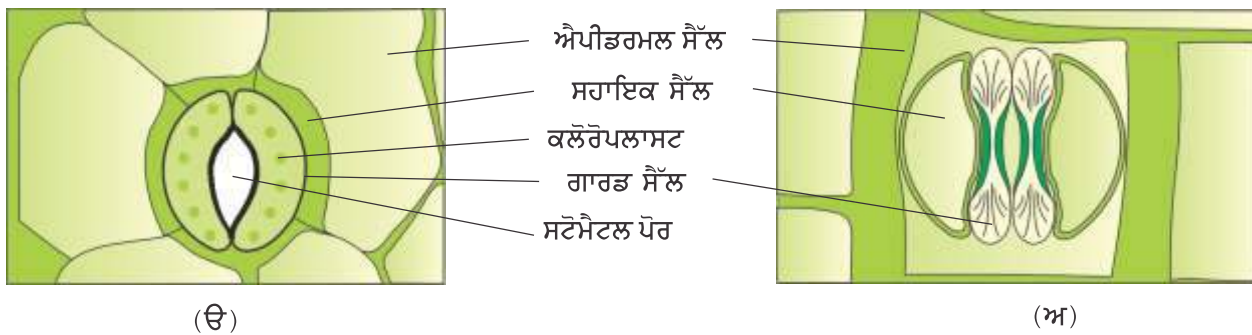 ਐਪੀਡਰਮਲ ਸੈੱਲ
ਸਹਾਇਕ ਸੈੱਲ
ਕਲੋਰੋਪਲਾਸਟ
ਗਾਰਡ ਸੈੱਲ
ਸਟੋਮੈਟਲ ਪੋਰ
(ੳ)
(ਅ)